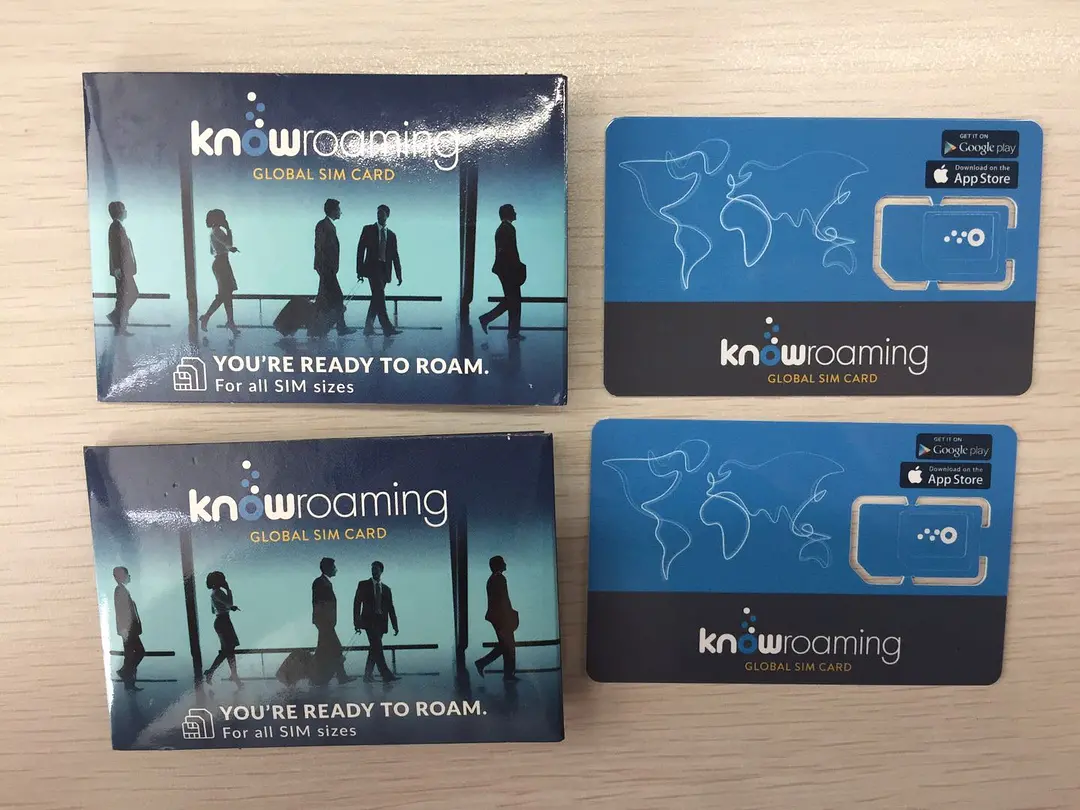 knowroaming
GLOBAL SIM CARD
YOU'RE READY TO ROAM.
For all SIM sizes
GET IT ON
Google play
Download on the
App Store
knowroaming
GLOBAL SIM CARD
knowroaming
GLOBAL SIM CARD
YOU'RE READY TO ROAM.
For all SIM sizes
GET IT ON
Google play
Download on the
App Store
knowroaming
GLOBAL SIM CARD